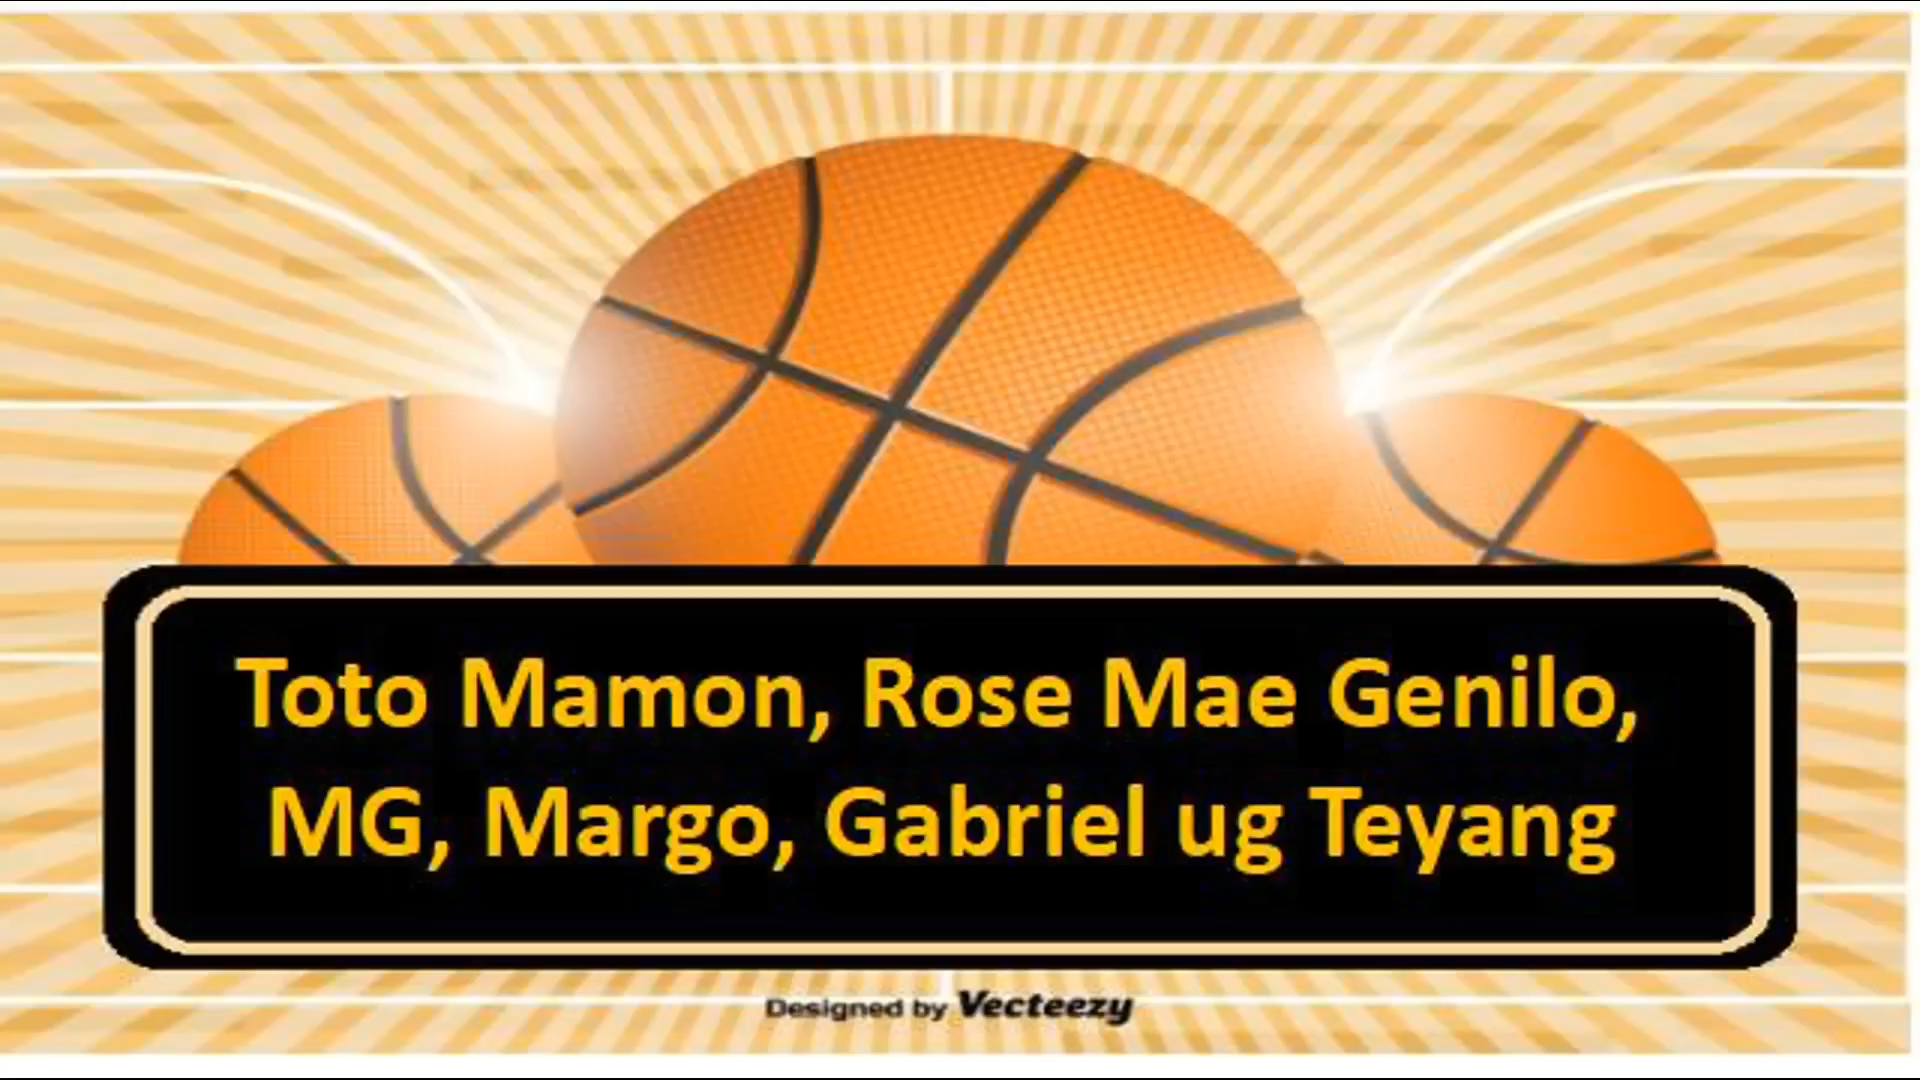 Toto Mamon, Rose Mae Genilo,
MG, Margo, Gabriel ug Teyang
Designed by Vecteezy